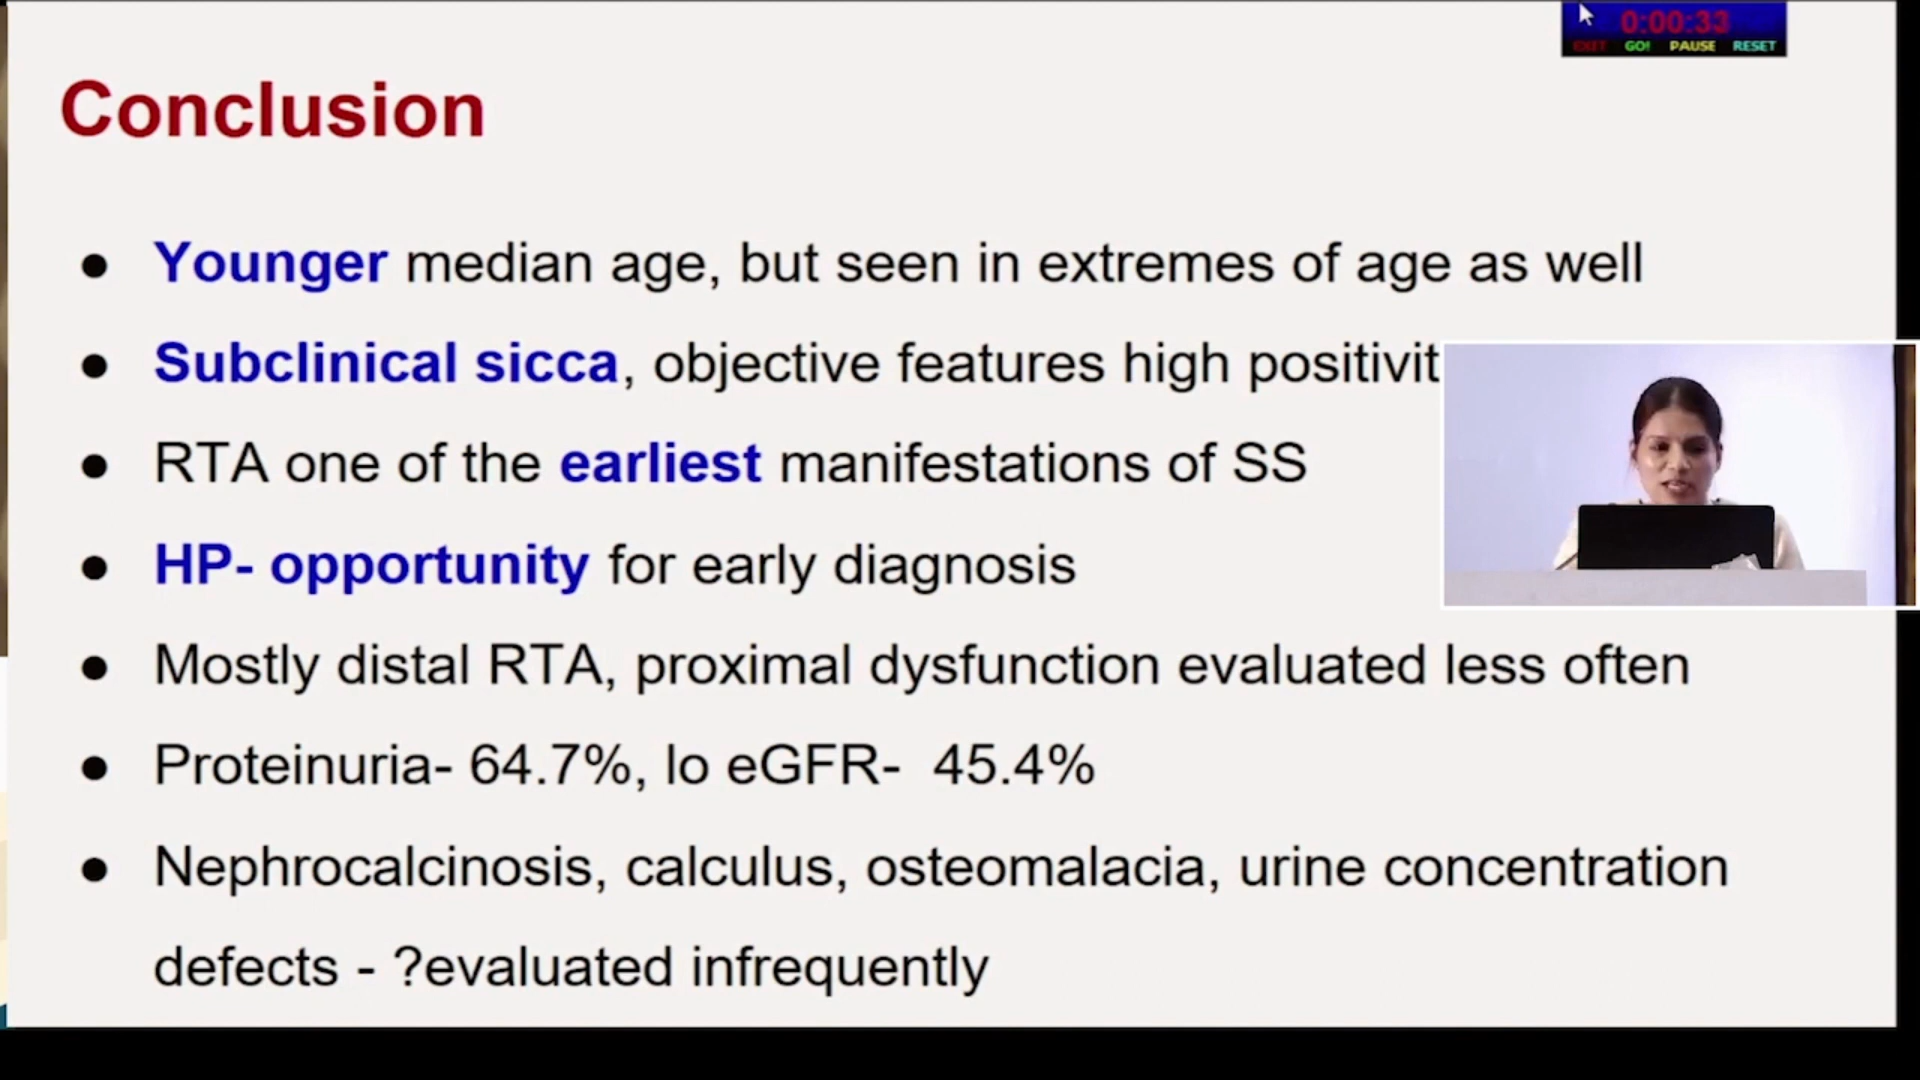 0:00:33
EXIT GO! PAUSE RESET
Conclusion
● Younger median age, but seen in extremes of age as well
● Subclinical sicca, objective features high positivit
● RTA one of the earliest manifestations of SS
● HP- opportunity for early diagnosis
● Mostly distal RTA, proximal dysfunction evaluated less often
● Proteinuria- 64.7%, lo eGFR- 45.4%
● Nephrocalcinosis, calculus, osteomalacia, urine concentration
defects - ?evaluated infrequently